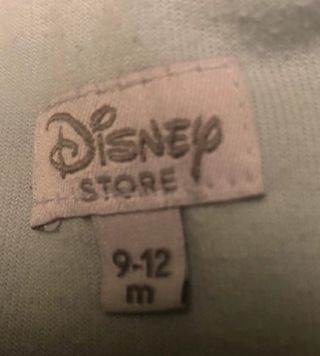 Disney
STORE
9-12
m